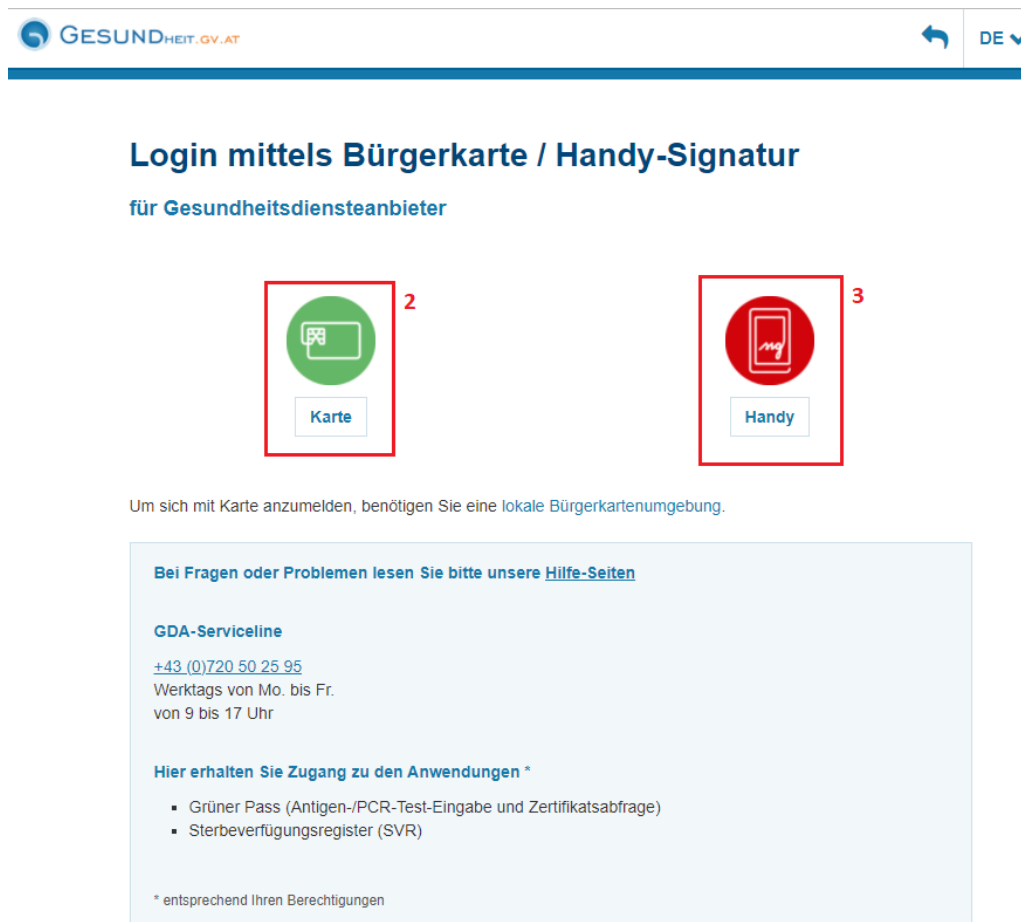 GESUNDHEIT.GV.AT
DE
Login mittels Bürgerkarte / Handy-Signatur
für Gesundheitsdiensteanbieter
2
3
Karte
Handy
Um sich mit Karte anzumelden, benötigen Sie eine lokale Bürgerkartenumgebung.
Bei Fragen oder Problemen lesen Sie bitte unsere Hilfe-Seiten
GDA-Serviceline
+43 (0)720 50 25 95
Werktags von Mo. bis Fr.
von 9 bis 17 Uhr
Hier erhalten Sie Zugang zu den Anwendungen *
▪ Grüner Pass (Antigen-/PCR-Test-Eingabe und Zertifikatsabfrage)
▪ Sterbeverfügungsregister (SVR)
* entsprechend Ihren Berechtigungen